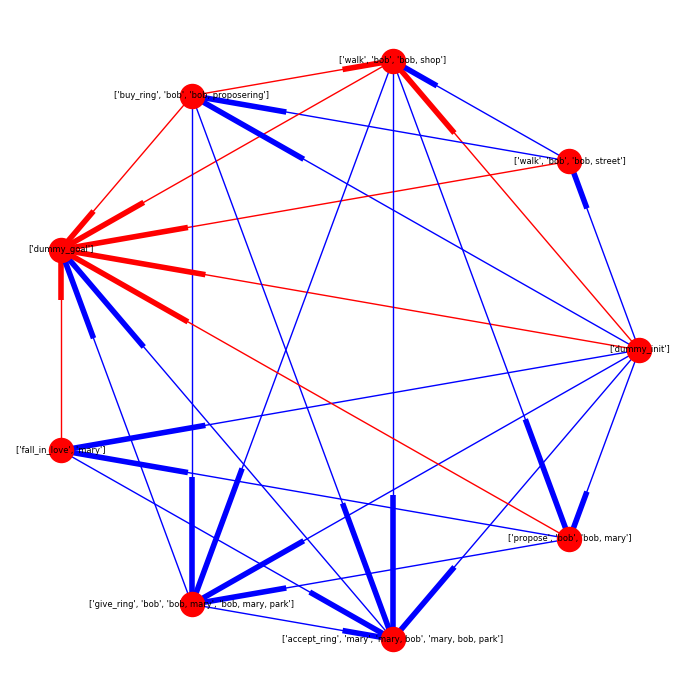 ['walk', 'bob', 'bob, shop']
['buy_ring', 'bob', 'bob, proposering']
['walk', 'bob', 'bob, street']
['dummy_goal']
['dummy_init']
['fall_in_love', 'mary']
['propose', 'bob', 'bob, mary']
['give_ring', 'bob', 'bob, mary', 'bob, mary, park']
['accept_ring', 'mary', 'mary, bob', 'mary, bob, park']